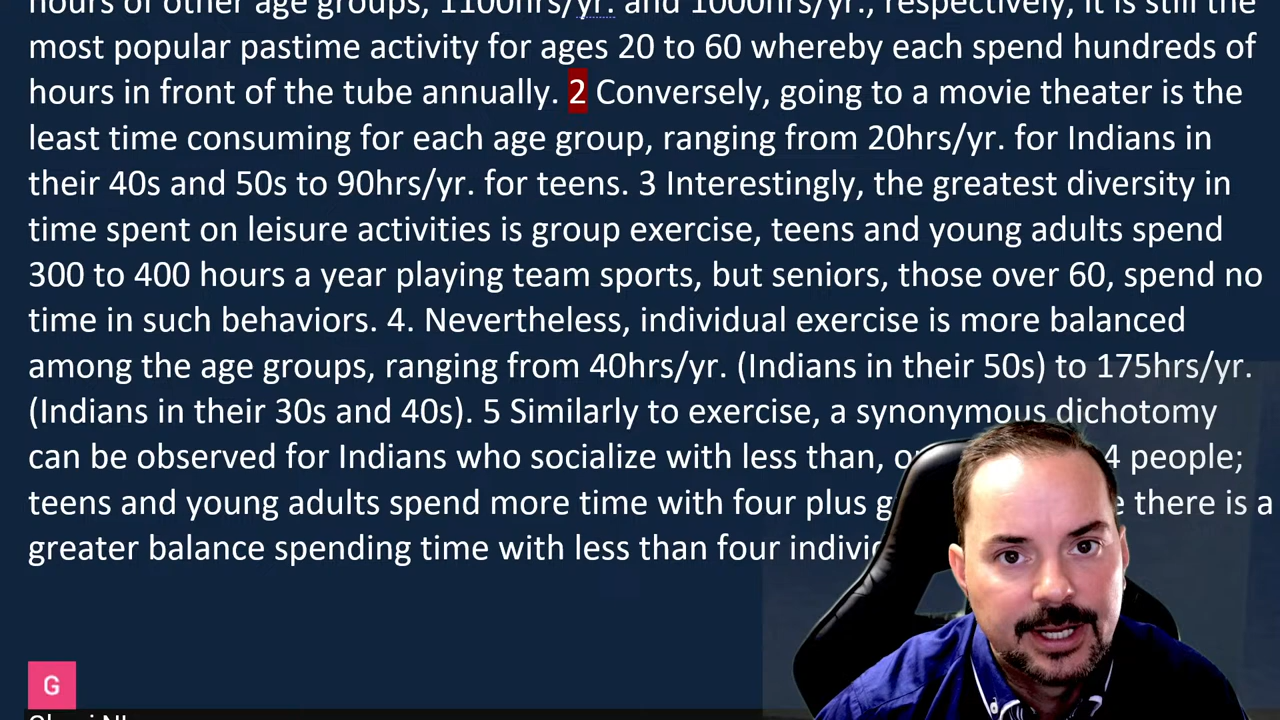 hours of other age groups, 1100hrs/yr. and 1000hrs/yr., respectively, it is still the
most popular pastime activity for ages 20 to 60 whereby each spend hundreds of
hours in front of the tube annually. 2 Conversely, going to a movie theater is the
least time consuming for each age group, ranging from 20hrs/yr. for Indians in
their 40s and 50s to 90hrs/yr. for teens. 3 Interestingly, the greatest diversity in
time spent on leisure activities is group exercise, teens and young adults spend
300 to 400 hours a year playing team sports, but seniors, those over 60, spend no
time in such behaviors. 4. Nevertheless, individual exercise is more balanced
among the age groups, ranging from 40hrs/yr. (Indians in their 50s) to 175hrs/yr.
(Indians in their 30s and 40s). 5 Similarly to exercise, a synonymous dichotomy
can be observed for Indians who socialize with less than, 4 people;
teens and young adults spend more time with four plus there is a
greater balance spending time with less than four
G